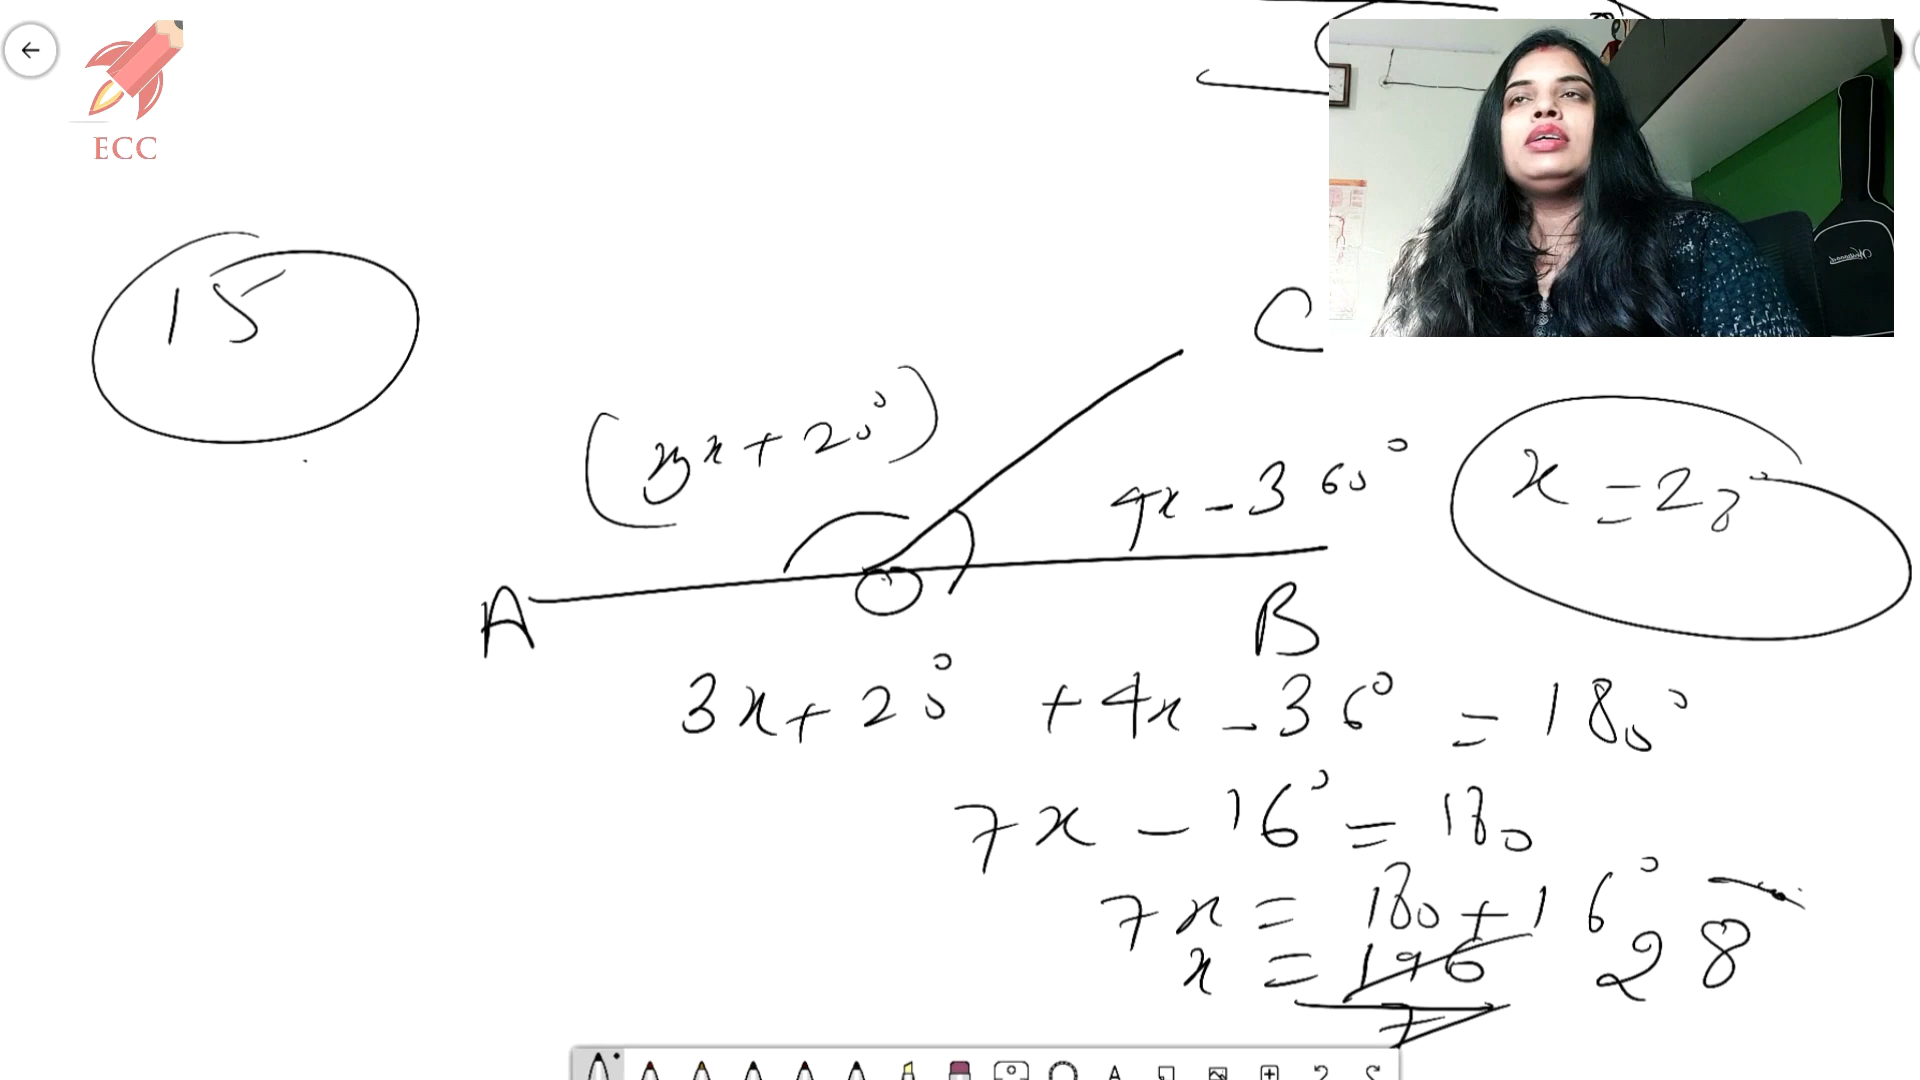 ECC
15
C
(3x + 20°)
4x - 36°
x = 28°
A
O
B
3x + 20° + 4x - 36° = 180°
7x - 16° = 180
7x = 180 + 16°
x = 196 28
7